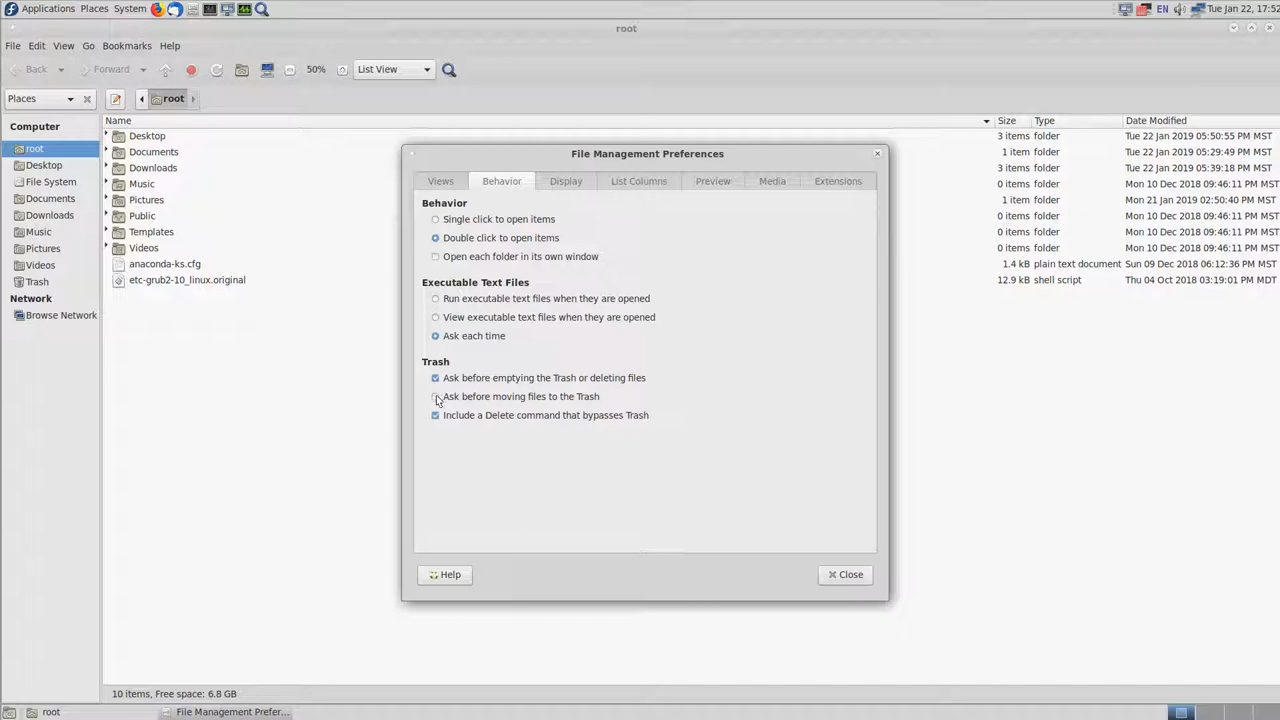 Applications Places System EN Tue Jan 22, 17:52
root
File Edit View Go Bookmarks Help
Back Forward 50% List View
Places root
Computer
root
Desktop
File System
Documents
Downloads
Music
Pictures
Videos
Trash
Network
Browse Network
Name Size Type Date Modified
Desktop 3 items folder Tue 22 Jan 2019 05:50:55 PM MST
Documents 1 item folder Tue 22 Jan 2019 05:29:49 PM MST
Downloads 3 items folder Tue 22 Jan 2019 05:39:18 PM MST
Music 0 items folder Mon 10 Dec 2018 09:46:11 PM MST
Pictures 1 item folder Mon 21 Jan 2019 02:50:40 PM MST
Public 0 items folder Mon 10 Dec 2018 09:46:11 PM MST
Templates 0 items folder Mon 10 Dec 2018 09:46:11 PM MST
Videos 0 items folder Mon 10 Dec 2018 09:46:11 PM MST
anaconda-ks.cfg 1.4 kB plain text document Sun 09 Dec 2018 06:12:36 PM MST
etc-grub2-10_linux.original 12.9 kB shell script Thu 04 Oct 2018 03:19:01 PM MDT
File Management Preferences
Views Behavior Display List Columns Preview Media Extensions
Behavior
Single click to open items
Double click to open items
Open each folder in its own window
Executable Text Files
Run executable text files when they are opened
View executable text files when they are opened
Ask each time
Trash
Ask before emptying the Trash or deleting files
Ask before moving files to the Trash
Include a Delete command that bypasses Trash
Help Close
10 items, Free space: 6.8 GB
root File Management Prefer...